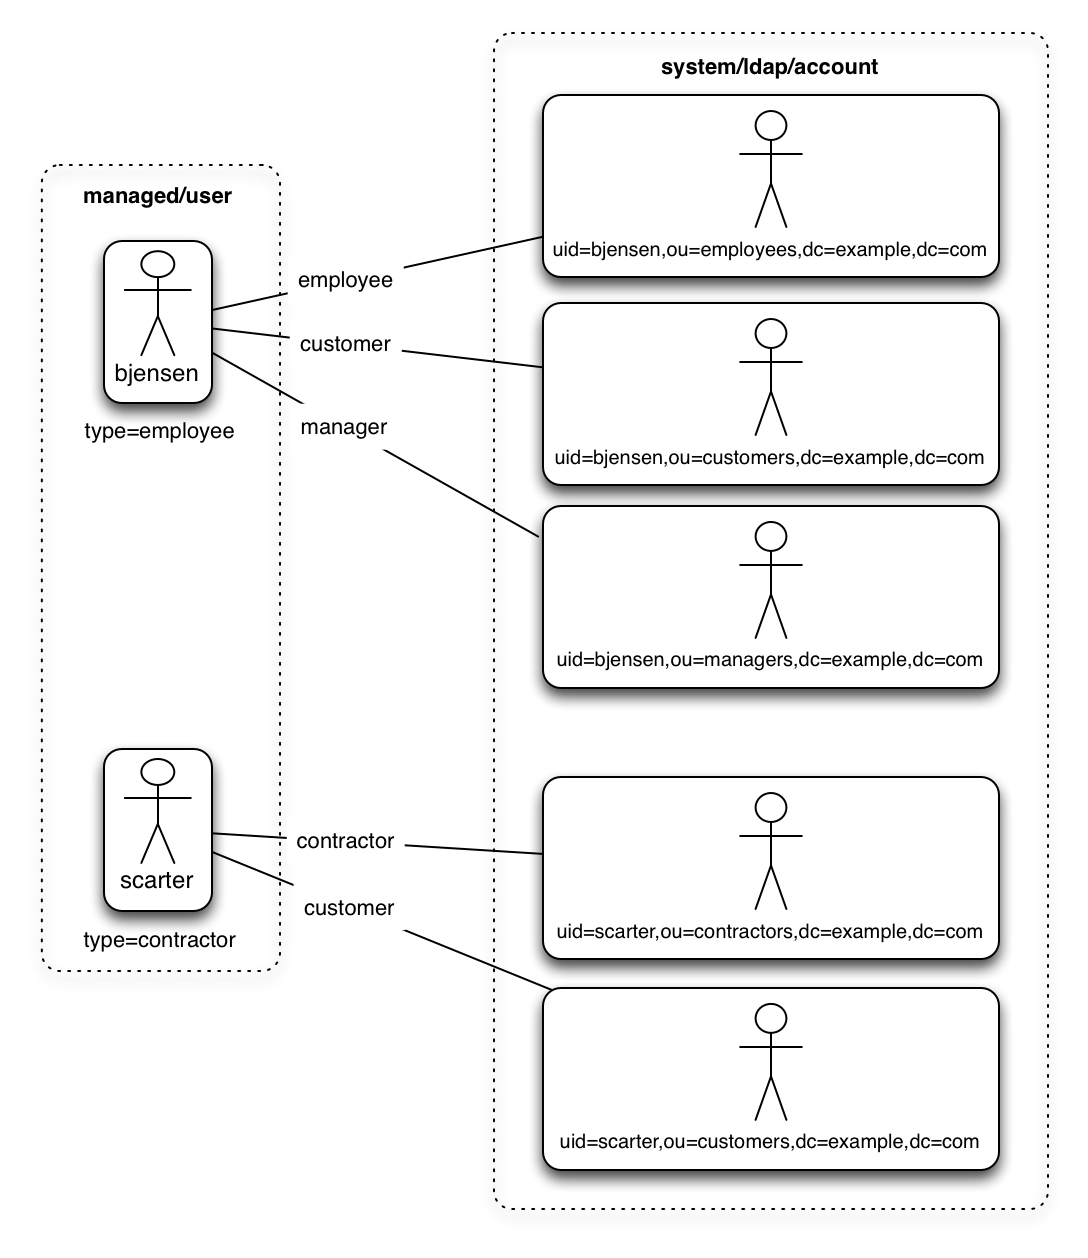 system/ldap/account
uid=bjensen,ou=employees,dc=example,dc=com
managed/user
bjensen
type=employee
employee
customer
manager
uid=bjensen,ou=customers,dc=example,dc=com
uid=bjensen,ou=managers,dc=example,dc=com
scarter
type=contractor
contractor
customer
uid=scarter,ou=contractors,dc=example,dc=com
uid=scarter,ou=customers,dc=example,dc=com